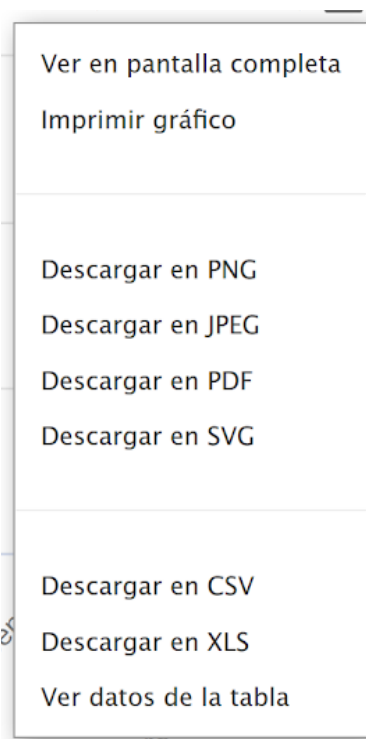 Ver en pantalla completa
Imprimir gráfico
Descargar en PNG
Descargar en JPEG
Descargar en PDF
Descargar en SVG
Descargar en CSV
Descargar en XLS
Ver datos de la tabla